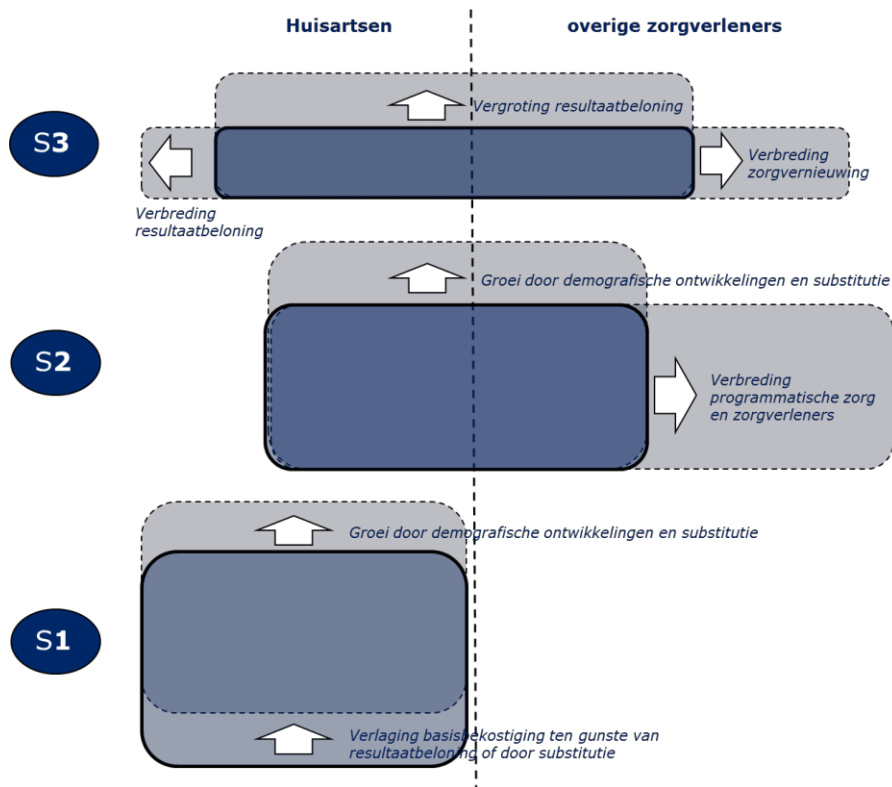 Huisartsen
overige zorgverleners
S3
Vergroting resultaatbeloning
Verbreding
zorgvernieuwing
Verbreding
resultaatbeloning
Groei door demografische ontwikkelingen en substitutie
S2
Verbreding
programmatische zorg
en zorgverleners
Groei door demografische ontwikkelingen en substitutie
S1
Verlaging basisbekostiging ten gunste van
resultaatbeloning of door substitutie